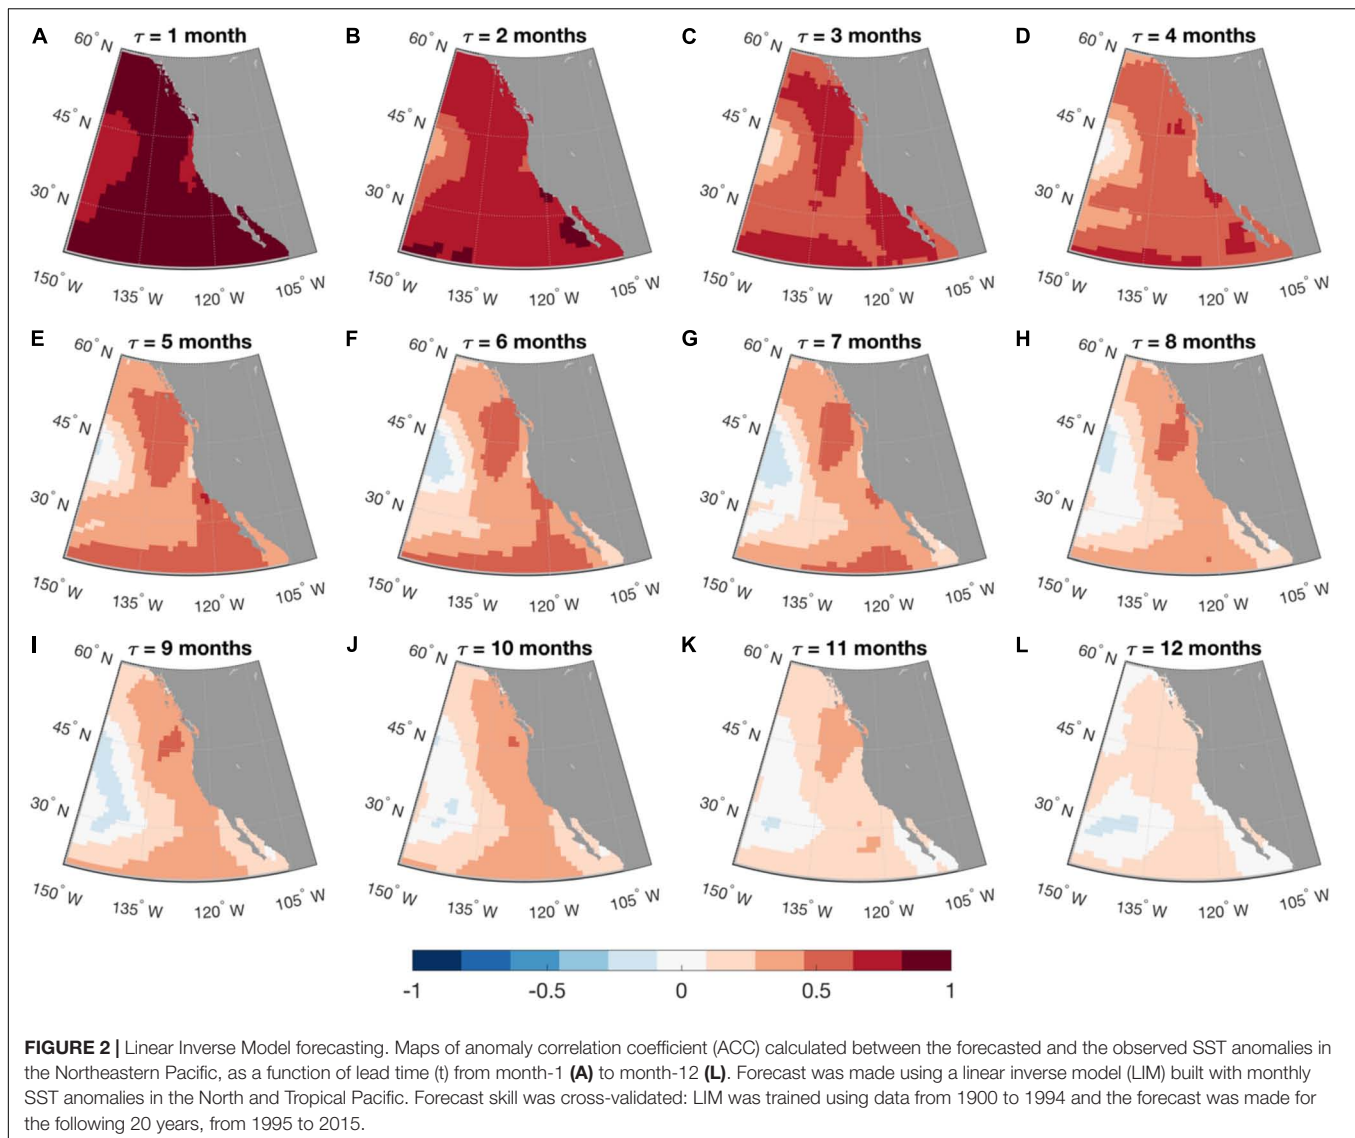 A τ = 1 month
60° N
45° N
30° N
150° W
135° W
120° W
105° W
B τ = 2 months
60° N
45° N
30° N
150° W
135° W
120° W
105° W
C τ = 3 months
60° N
45° N
30° N
150° W
135° W
120° W
105° W
D τ = 4 months
60° N
45° N
30° N
150° W
135° W
120° W
105° W
E τ = 5 months
60° N
45° N
30° N
150° W
135° W
120° W
105° W
F τ = 6 months
60° N
45° N
30° N
150° W
135° W
120° W
105° W
G τ = 7 months
60° N
45° N
30° N
150° W
135° W
120° W
105° W
H τ = 8 months
60° N
45° N
30° N
150° W
135° W
120° W
105° W
I τ = 9 months
60° N
45° N
30° N
150° W
135° W
120° W
105° W
J τ = 10 months
60° N
45° N
30° N
150° W
135° W
120° W
105° W
K τ = 11 months
60° N
45° N
30° N
150° W
135° W
120° W
105° W
L τ = 12 months
60° N
45° N
30° N
150° W
135° W
120° W
105° W
-1 -0.5 0 0.5 1
FIGURE 2 | Linear Inverse Model forecasting. Maps of anomaly correlation coefficient (ACC) calculated between the forecasted and the observed SST anomalies in
the Northeastern Pacific, as a function of lead time (t) from month-1 (A) to month-12 (L). Forecast was made using a linear inverse model (LIM) built with monthly
SST anomalies in the North and Tropical Pacific. Forecast skill was cross-validated: LIM was trained using data from 1900 to 1994 and the forecast was made for
the following 20 years, from 1995 to 2015.